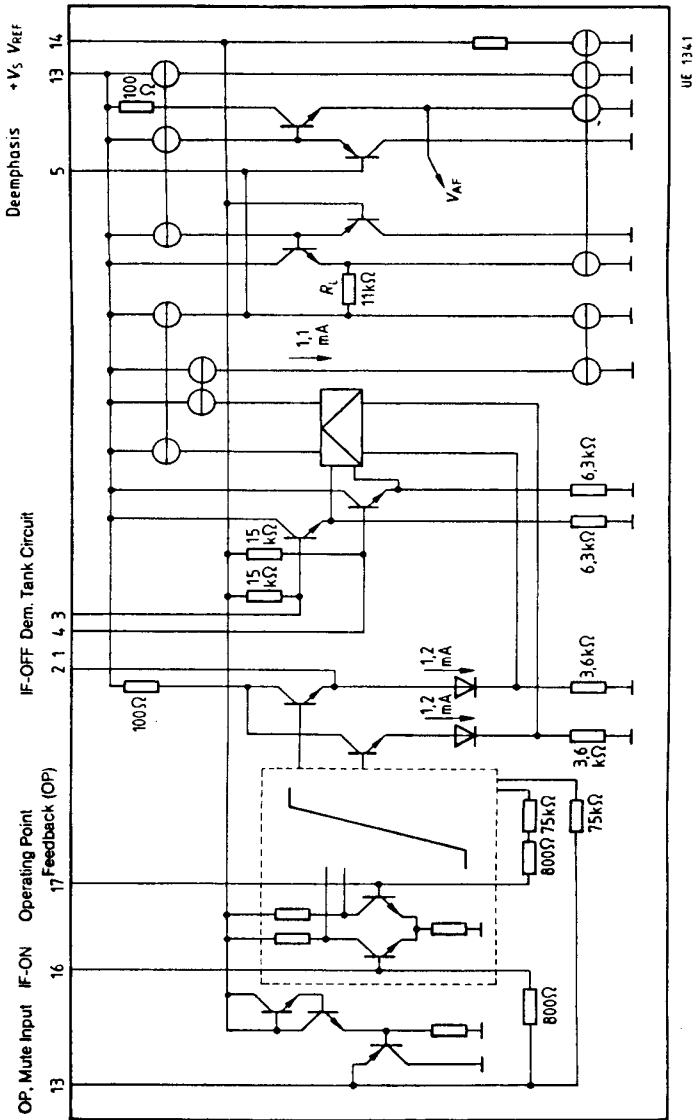 OP, Mute Input IF-ON Operating Point
Feedback (OP)
IF-OFF Dem. Tank Circuit
Deemphasis +VS VREF
13 16 17 2 1 4 3 5 13 14
100Ω
100
Ω
15
kΩ
15
kΩ
RL
11kΩ
VAF
1,1
mA
1,2
mA
1,2
mA
800Ω
800Ω 75kΩ
75kΩ
3,6
kΩ
3,6kΩ
6,3kΩ
6,3kΩ
UE 1341